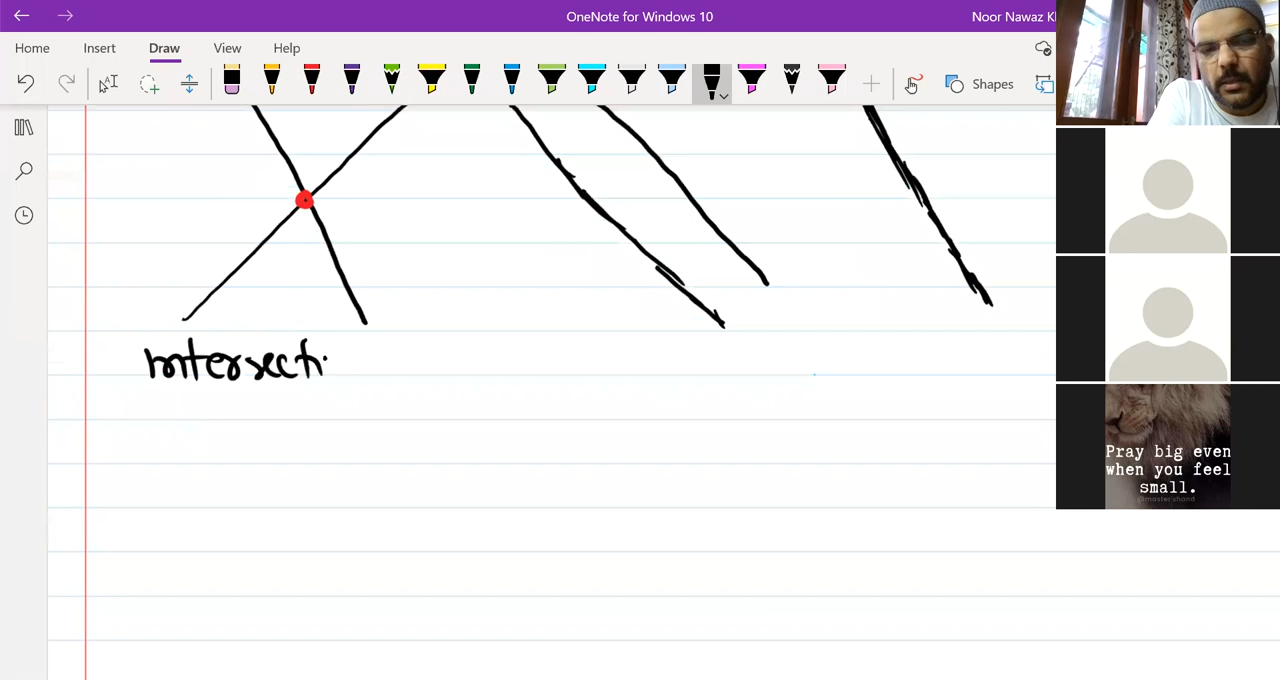 OneNote for Windows 10
Noor Nawaz Kl
Home Insert Draw View Help
Shapes
intersecti
Pray big even
when you feel
small.